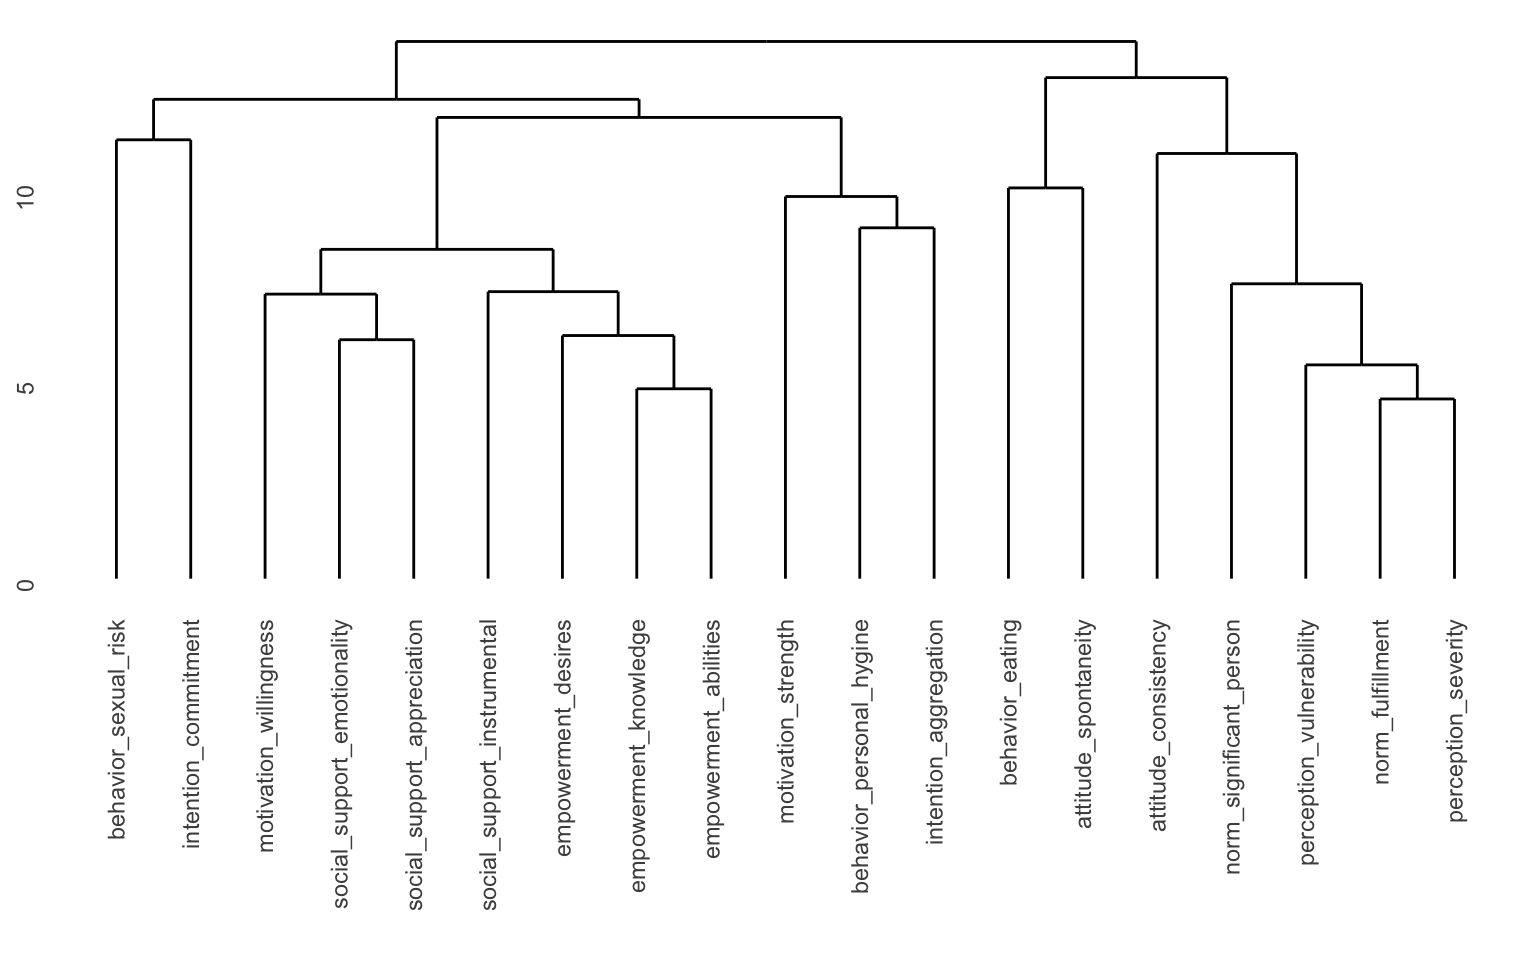 10
5
0
behavior_sexual_risk
intention_commitment
motivation_willingness
social_support_emotionality
social_support_appreciation
social_support_instrumental
empowerment_desires
empowerment_knowledge
empowerment_abilities
motivation_strength
behavior_personal_hygine
intention_aggregation
behavior_eating
attitude_spontaneity
attitude_consistency
norm_significant_person
perception_vulnerability
norm_fulfillment
perception_severity